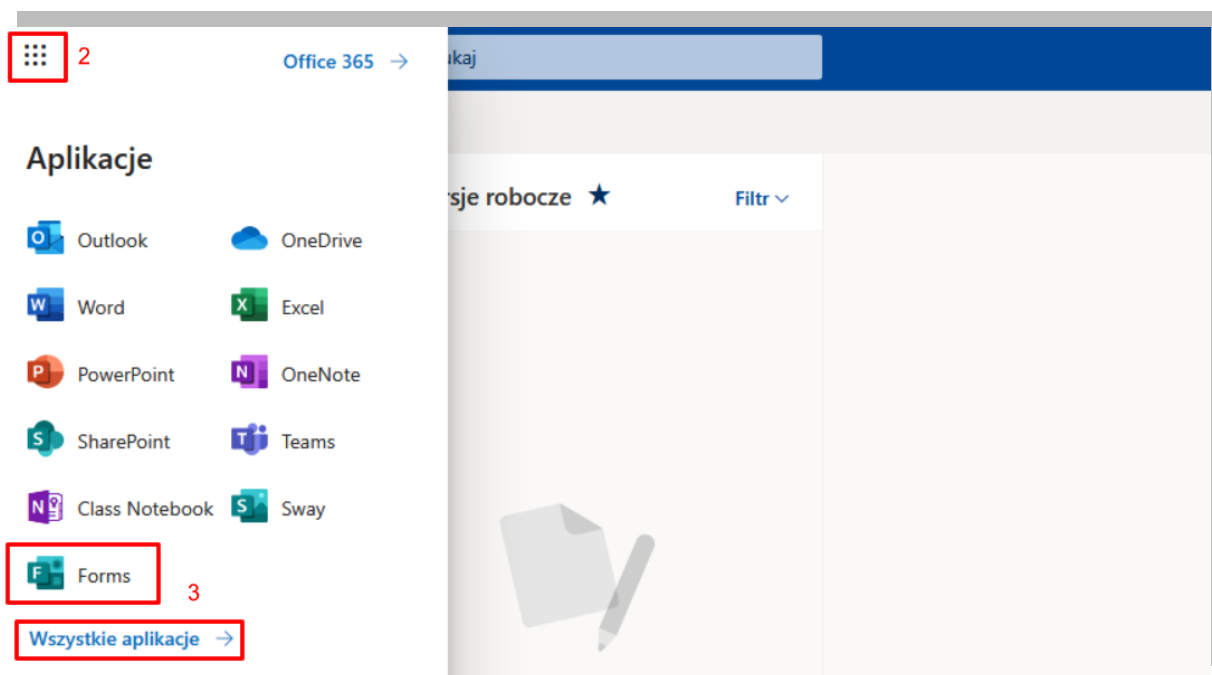 2
Office 365 →
ukaj
Aplikacje
rsje robocze ★
Filtr
Outlook
OneDrive
Word
Excel
PowerPoint
OneNote
SharePoint
Teams
Class Notebook
Sway
Forms
3
Wszystkie aplikacje →